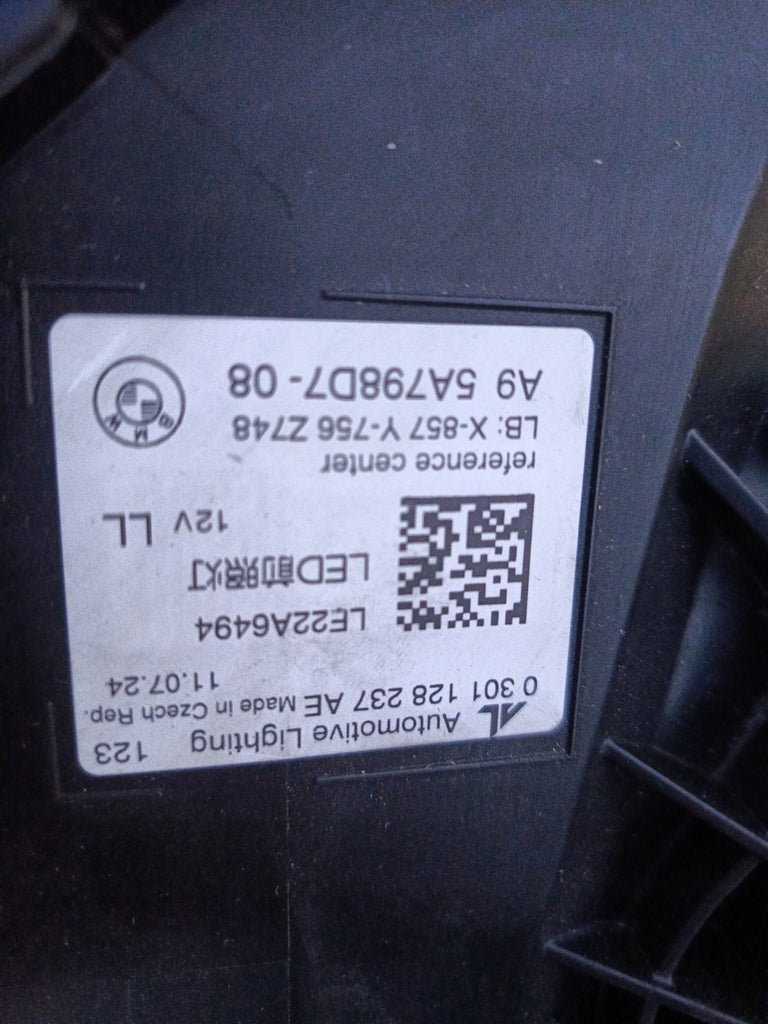 AL Automotive Lighting 123
0 301 128 237 AE Made in Czech Rep.
11.07.24
LE22A6494
LED前照灯
12V LL
reference center
LB: X-857 Y-756 Z748
A9 5A798D7-08
BMW